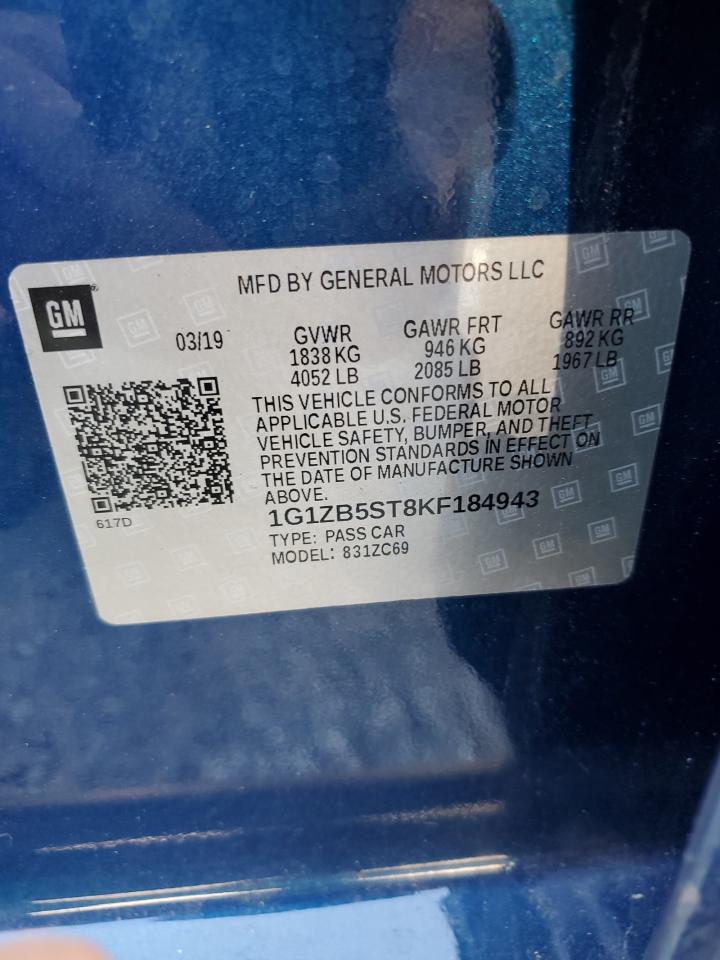 MFD BY GENERAL MOTORS LLC
GM
03/19 GVWR GAWR FRT GAWR RR
1838 KG 946 KG 892 KG
4052 LB 2085 LB 1967 LB
THIS VEHICLE CONFORMS TO ALL
APPLICABLE U.S. FEDERAL MOTOR
VEHICLE SAFETY, BUMPER, AND THEFT
PREVENTION STANDARDS IN EFFECT ON
THE DATE OF MANUFACTURE SHOWN
ABOVE.
617D
1G1ZB5ST8KF184943
TYPE: PASS CAR
MODEL: 831ZC69